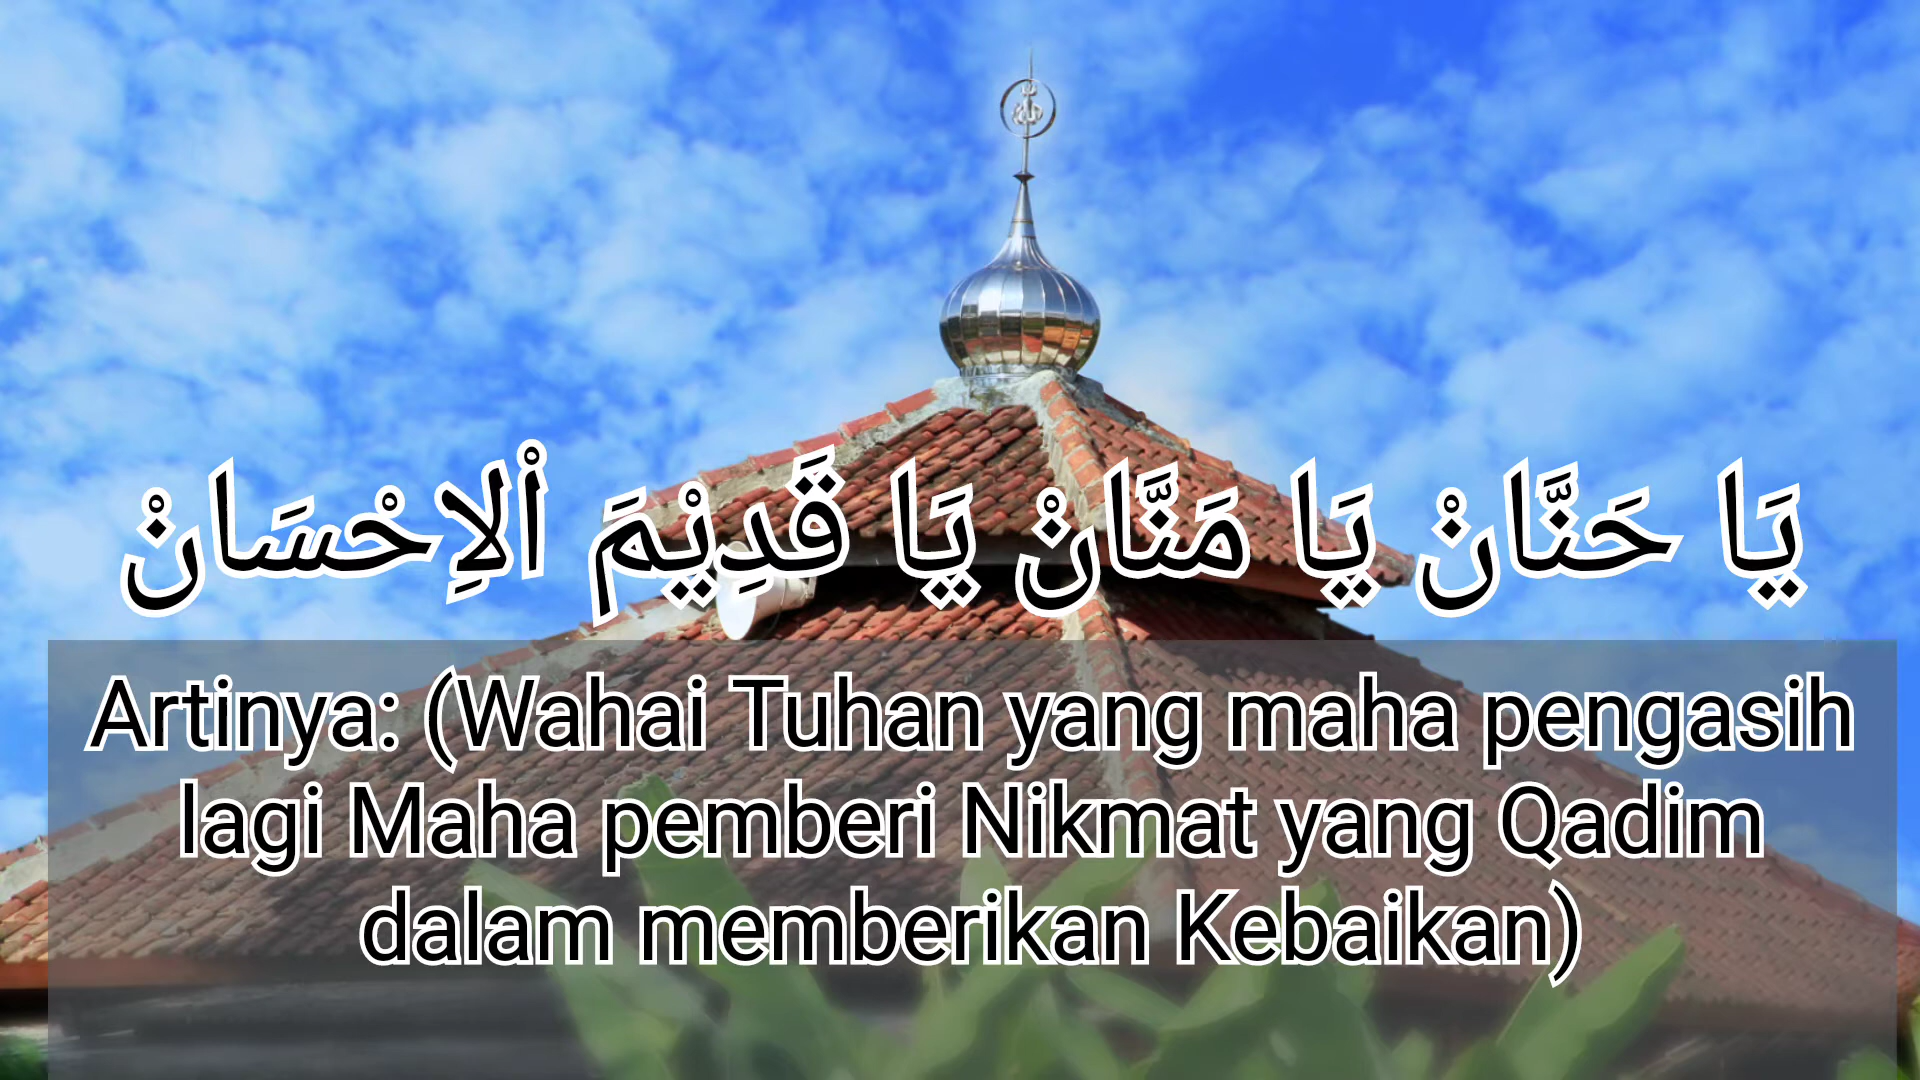 الله
يَا حَنَّانْ يَا مَنَّانْ يَا قَدِيْمَ اْلاِحْسَانْ
Artinya: (Wahai Tuhan yang maha pengasih
lagi Maha pemberi Nikmat yang Qadim
dalam memberikan Kebaikan)